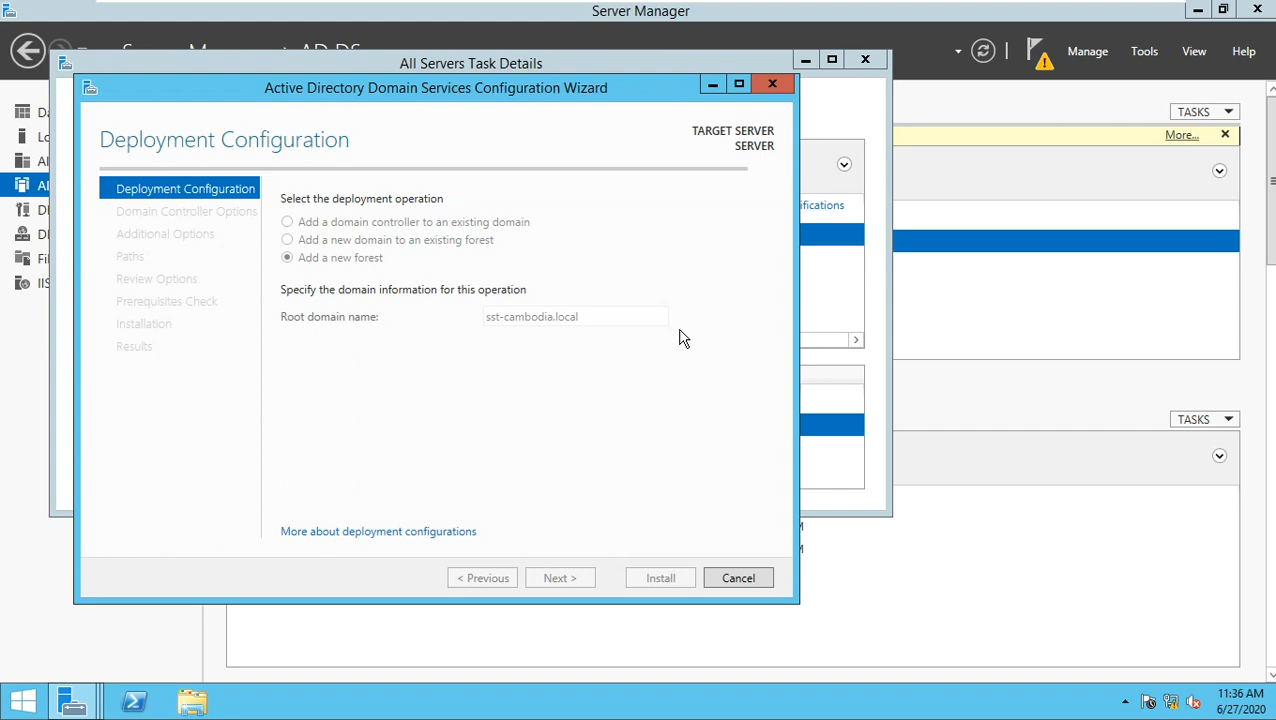 Server Manager
Manage
Tools
View
Help
All Servers Task Details
Active Directory Domain Services Configuration Wizard
TASKS
More...
Deployment Configuration
TARGET SERVER
SERVER
Deployment Configuration
Domain Controller Options
Additional Options
Paths
Review Options
Prerequisites Check
Installation
Results
Select the deployment operation
Add a domain controller to an existing domain
Add a new domain to an existing forest
Add a new forest
Specify the domain information for this operation
Root domain name:
sst-cambodia.local
More about deployment configurations
< Previous
Next >
Install
Cancel
TASKS
11:36 AM
6/27/2020